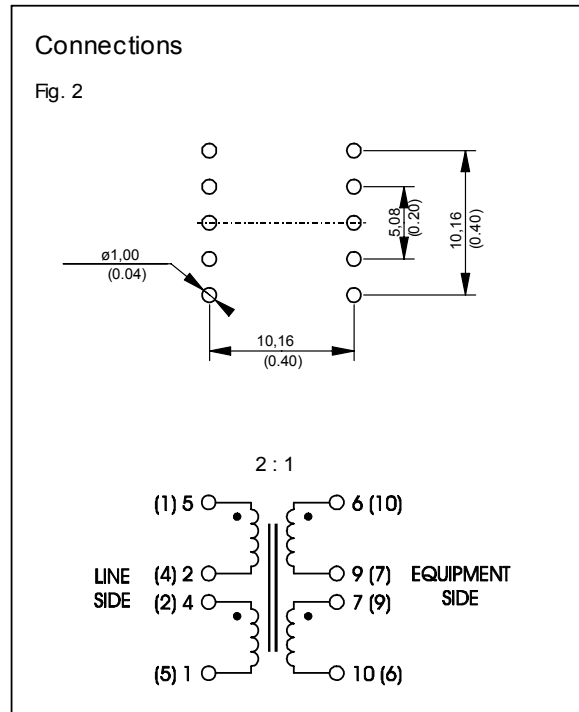 Connections
Fig. 2
5,08
(0.20)
10,16
(0.40)
ø1,00
(0.04)
10,16
(0.40)
2 : 1
(1) 5
6 (10)
LINE
SIDE
(4) 2
9 (7)
EQUIPMENT
SIDE
(2) 4
7 (9)
(5) 1
10 (6)